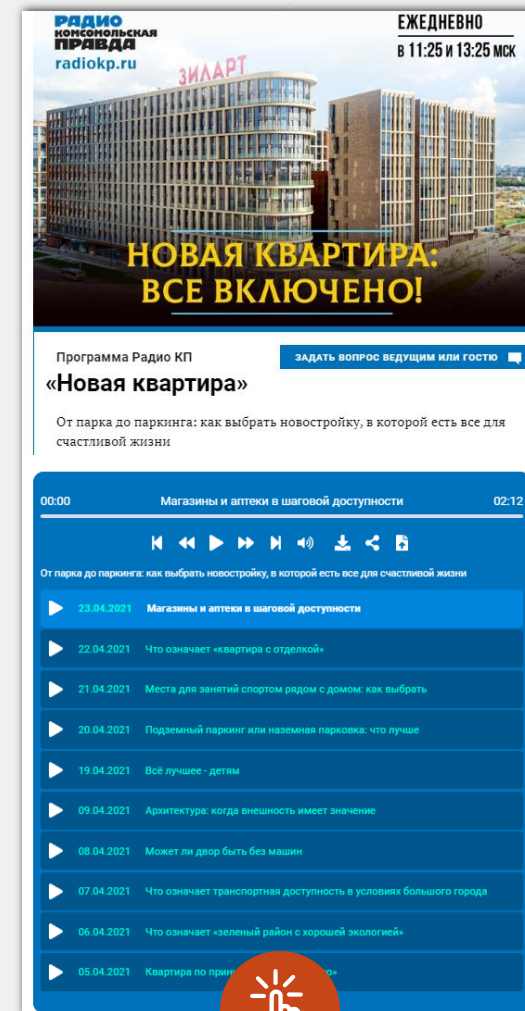 РАДИО
КОМСОМОЛЬСКАЯ
ПРАВДА
radiokp.ru
ЕЖЕДНЕВНО
В 11:25 И 13:25 МСК
ЗИЛАРТ
НОВАЯ КВАРТИРА:
ВСЕ ВКЛЮЧЕНО!
Программа Радио КП
ЗАДАТЬ ВОПРОС ВЕДУЩИМ ИЛИ ГОСТЮ
«Новая квартира»
От парка до паркинга: как выбрать новостройку, в которой есть все для
счастливой жизни
00:00 Магазины и аптеки в шаговой доступности 02:12
От парка до паркинга: как выбрать новостройку, в которой есть все для счастливой жизни
23.04.2021 Магазины и аптеки в шаговой доступности
22.04.2021 Что означает «квартира с отделкой»
21.04.2021 Места для занятий спортом рядом с домом: как выбрать
20.04.2021 Подземный паркинг или наземная парковка: что лучше
19.04.2021 Всё лучшее - детям
09.04.2021 Архитектура: когда внешность имеет значение
08.04.2021 Может ли двор быть без машин
07.04.2021 Что означает транспортная доступность в условиях большого города
06.04.2021 Что означает «зеленый район с хорошей экологией»
05.04.2021 Квартира по